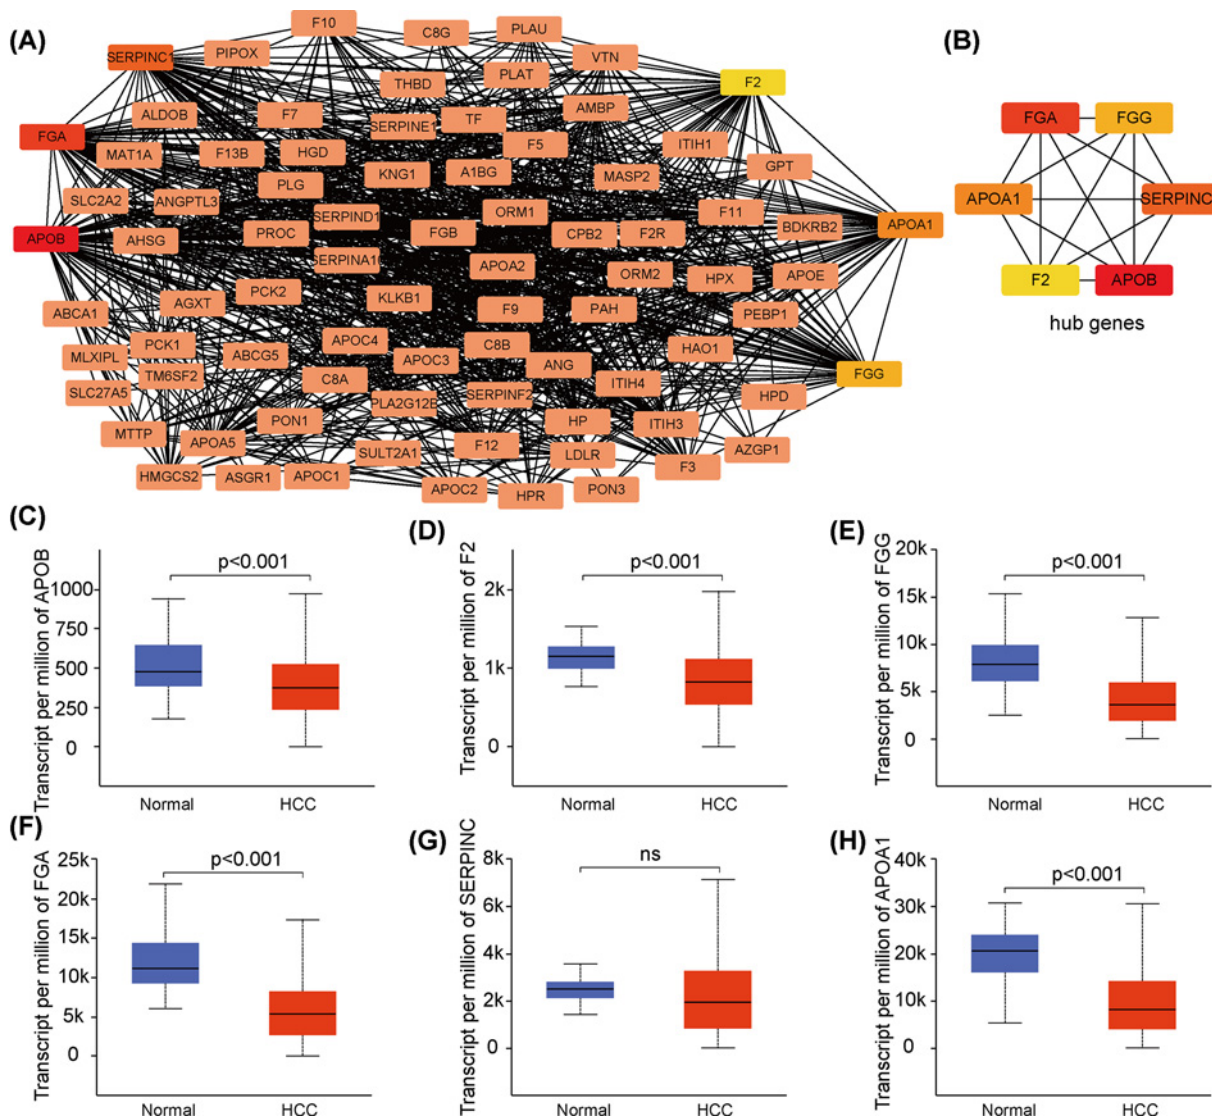 (A)
F10
C8G
PLAU
SERPINC1
PIPOX
VTN
THBD
PLAT
F2
ALDOB
F7
SERPINE1
TF
AMBP
FGA
F13B
HGD
F5
ITIH1
MAT1A
KNG1
A1BG
MASP2
GPT
PLG
SLC2A2
ANGPTL3
SERPIND1
ORM1
F11
BDKRB2
APOA1
APOB
AHSG
PROC
FGB
CPB2
F2R
SERPINA10
APOA2
ORM2
HPX
APOE
AGXT
PCK2
KLKB1
F9
PAH
PEBP1
ABCA1
PCK1
ABCG5
APOC4
C8B
HAO1
MLXIPL
TM6SF2
APOC3
ANG
FGG
C8A
ITIH4
SLC27A5
PLA2G12B
SERPINF2
HPD
MTTP
PON1
HP
ITIH3
APOA5
SULT2A1
F12
LDLR
AZGP1
HMGCS2
ASGR1
APOC1
APOC2
HPR
PON3
F3
(B)
FGA
FGG
APOA1
SERPINC
F2
APOB
hub genes
(C)
Transcript per million of APOB
p<0.001
1000
750
500
250
0
Normal
HCC
(D)
Transcript per million of F2
p<0.001
2k
1k
0
Normal
HCC
(E)
Transcript per million of FGG
p<0.001
20k
15k
10k
5k
0
Normal
HCC
(F)
Transcript per million of FGA
p<0.001
25k
20k
15k
10k
5k
0
Normal
HCC
(G)
Transcript per million of SERPINC
ns
8k
6k
4k
2k
0
Normal
HCC
(H)
Transcript per million of APOA1
p<0.001
40k
30k
20k
10k
0
Normal
HCC